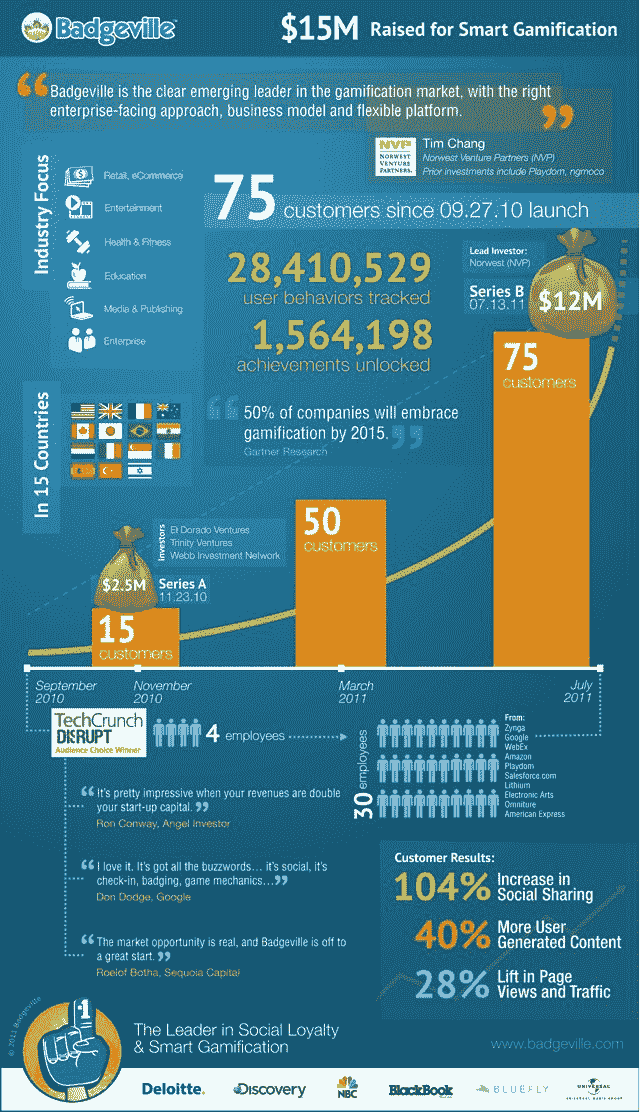 Badgeville
$15M Raised for Smart Gamification
“Badgeville is the clear emerging leader in the gamification market, with the right
enterprise-facing approach, business model and flexible platform.”
NVP
NORWEST
VENTURE
PARTNERS.
Tim Chang
Norwest Venture Partners (NVP)
Prior investments include Playdom, ngmoco
Industry Focus
Retail, eCommerce
Entertainment
Health & Fitness
Education
Media & Publishing
Enterprise
75 customers since 09.27.10 launch
28,410,529
user behaviors tracked
1,564,198
achievements unlocked
Lead Investor:
Norwest (NVP)
Series B
07.13.11
$12M
75
customers
In 15 Countries
“50% of companies will embrace
gamification by 2015.”
Gartner Research
Investors
El Dorado Ventures
Trinity Ventures
Webb Investment Network
$2.5M
Series A
11.23.10
15
customers
50
customers
September
2010
November
2010
March
2011
July
2011
TechCrunch
DISRUPT
Audience Choice Winner
4 employees
30 employees
From:
Zynga
Google
WebEx
Amazon
Playdom
Salesforce.com
Lithium
Electronic Arts
Omniture
American Express
“It's pretty impressive when your revenues are double
your start-up capital.”
Ron Conway, Angel Investor
“I love it. It's got all the buzzwords... it's social, it's
check-in, badging, game mechanics...”
Don Dodge, Google
“The market opportunity is real, and Badgeville is off to
a great start.”
Roelof Botha, Sequoia Capital
Customer Results:
104% Increase in
Social Sharing
40% More User
Generated Content
28% Lift in Page
Views and Traffic
© 2011 Badgeville
#1
The Leader in Social Loyalty
& Smart Gamification
www.badgeville.com
Deloitte.
Discovery
NBC
BlackBook
BLUEFLY
UNIVERSAL
UNIVERSAL MUSIC GROUP